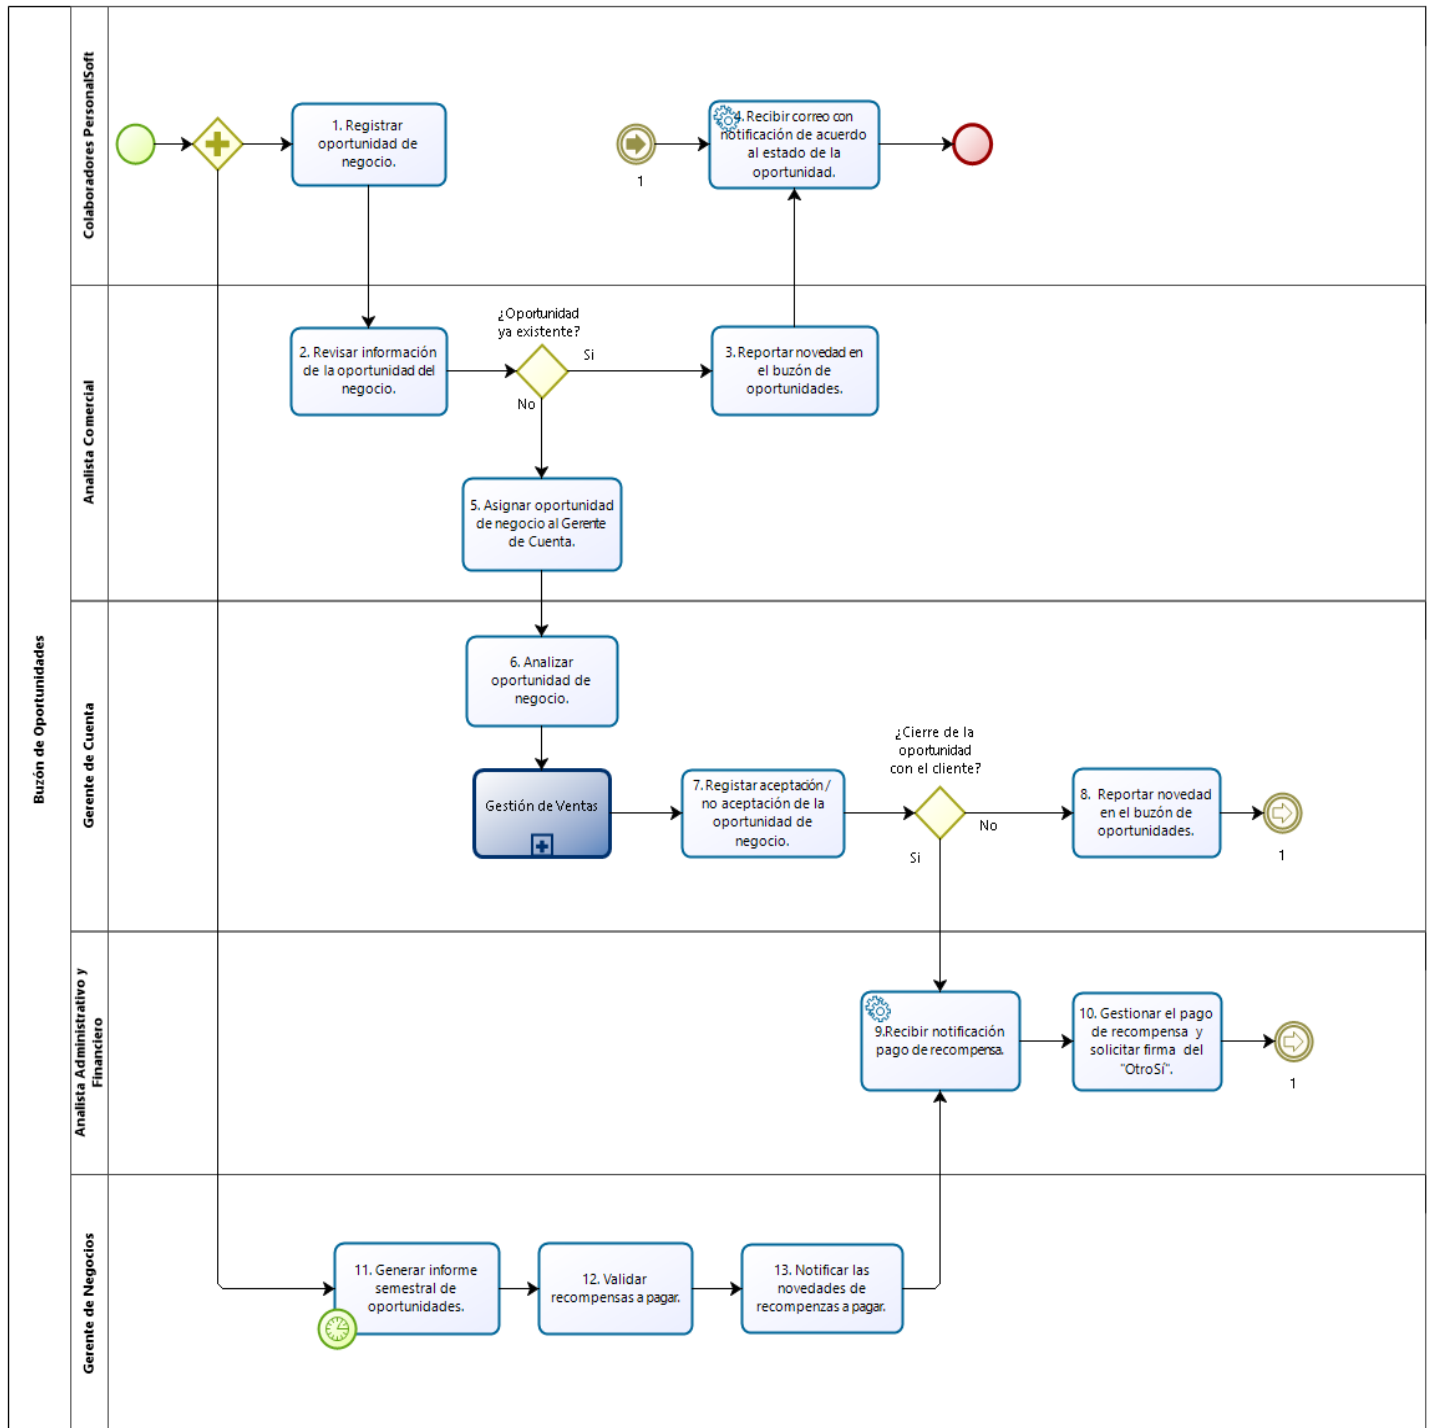 Buzón de Oportunidades
Colaboradores PersonalSoft
1. Registrar
oportunidad de
negocio.
1
4. Recibir correo con
notificación de acuerdo
al estado de la
oportunidad.
Analista Comercial
2. Revisar información
de la oportunidad del
negocio.
¿Oportunidad
ya existente?
Si
No
3. Reportar novedad en
el buzón de
oportunidades.
5. Asignar oportunidad
de negocio al Gerente
de Cuenta.
Gerente de Cuenta
6. Analizar
oportunidad de
negocio.
Gestión de Ventas
7. Registar aceptación /
no aceptación de la
oportunidad de
negocio.
¿Cierre de la
oportunidad
con el cliente?
No
Si
8. Reportar novedad
en el buzón de
oportunidades.
1
Analista Administrativo y
Financiero
9.Recibir notificación
pago de recompensa.
10. Gestionar el pago
de recompensa y
solicitar firma del
"OtroSí".
1
Gerente de Negocios
11. Generar informe
semestral de
oportunidades.
12. Validar
recompensas a pagar.
13. Notificar las
novedades de
recompenzas a pagar.